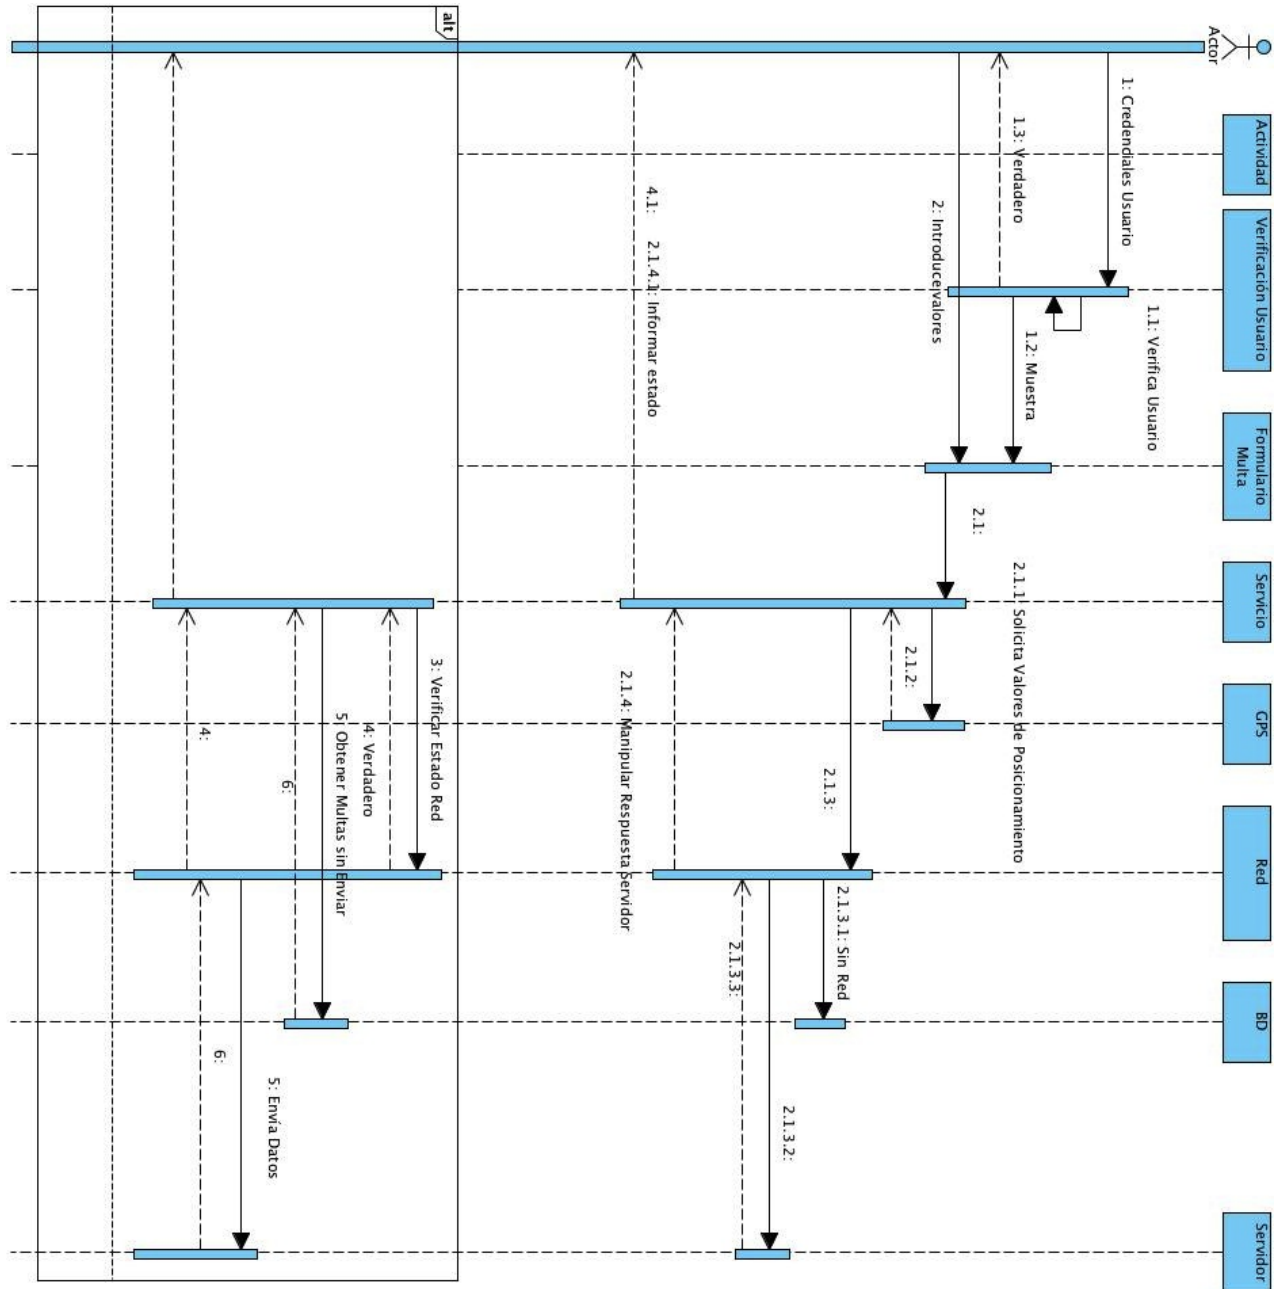 Actor
Actividad
Verificación Usuario
Formulario
Multa
Servicio
GPS
Red
BD
Servidor
1: Credenciales Usuario
1.1: Verifica Usuario
1.2: Muestra
1.3: Verdadero
2: Introduce valores
2.1:
2.1.1: Solicita Valores de Posicionamiento
2.1.2:
2.1.3:
2.1.3.1: Sin Red
2.1.3.2:
2.1.3.3:
2.1.4: Manipular Respuesta Servidor
4.1:
2.1.4.1: Informar estado
alt
3: Verificar Estado Red
4: Verdadero
5: Obtener Multas sin Enviar
6:
5: Envía Datos
6:
4: